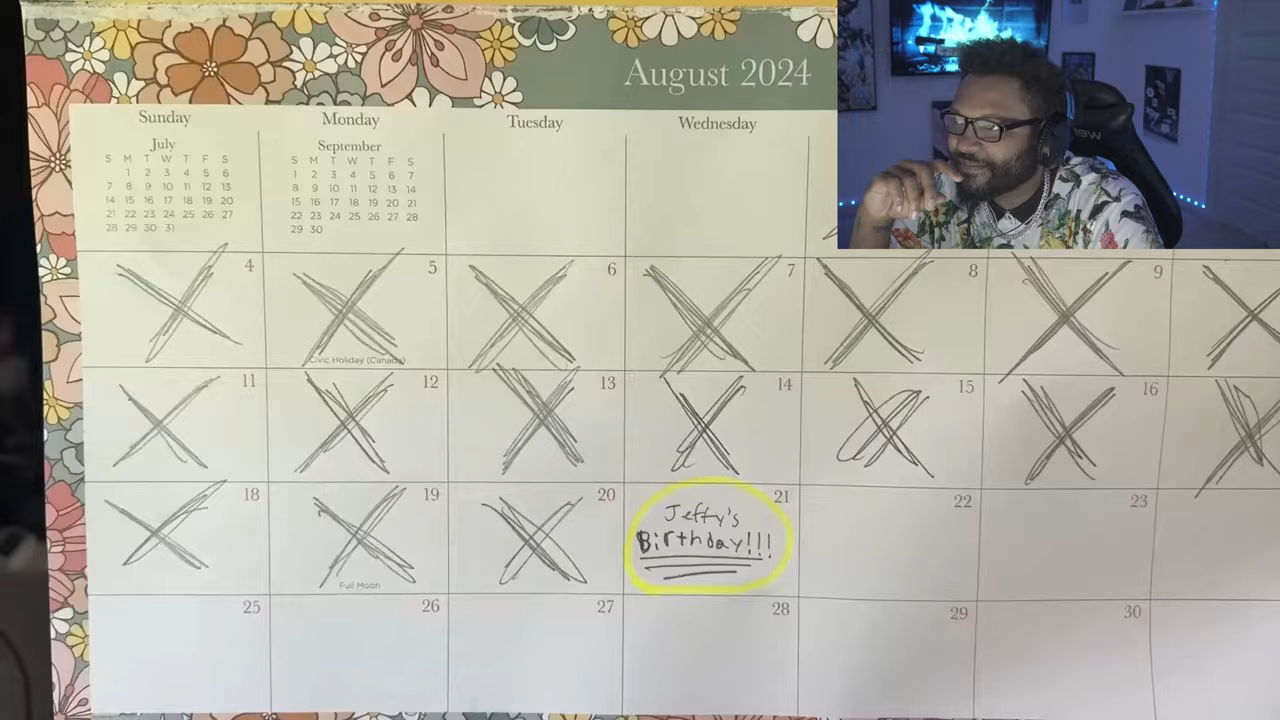 August 2024
Sunday Monday Tuesday Wednesday
July
S M T W T F S
1 2 3 4 5 6
7 8 9 10 11 12 13
14 15 16 17 18 19 20
21 22 23 24 25 26 27
28 29 30 31
September
S M T W T F S
1 2 3 4 5 6 7
8 9 10 11 12 13 14
15 16 17 18 19 20 21
22 23 24 25 26 27 28
29 30
4 5 6 7 8 9
Civic Holiday (Canada)
11 12 13 14 15 16
18 19 20 21 22 23
Full Moon
Jeffy's
Birthday!!!
25 26 27 28 29 30